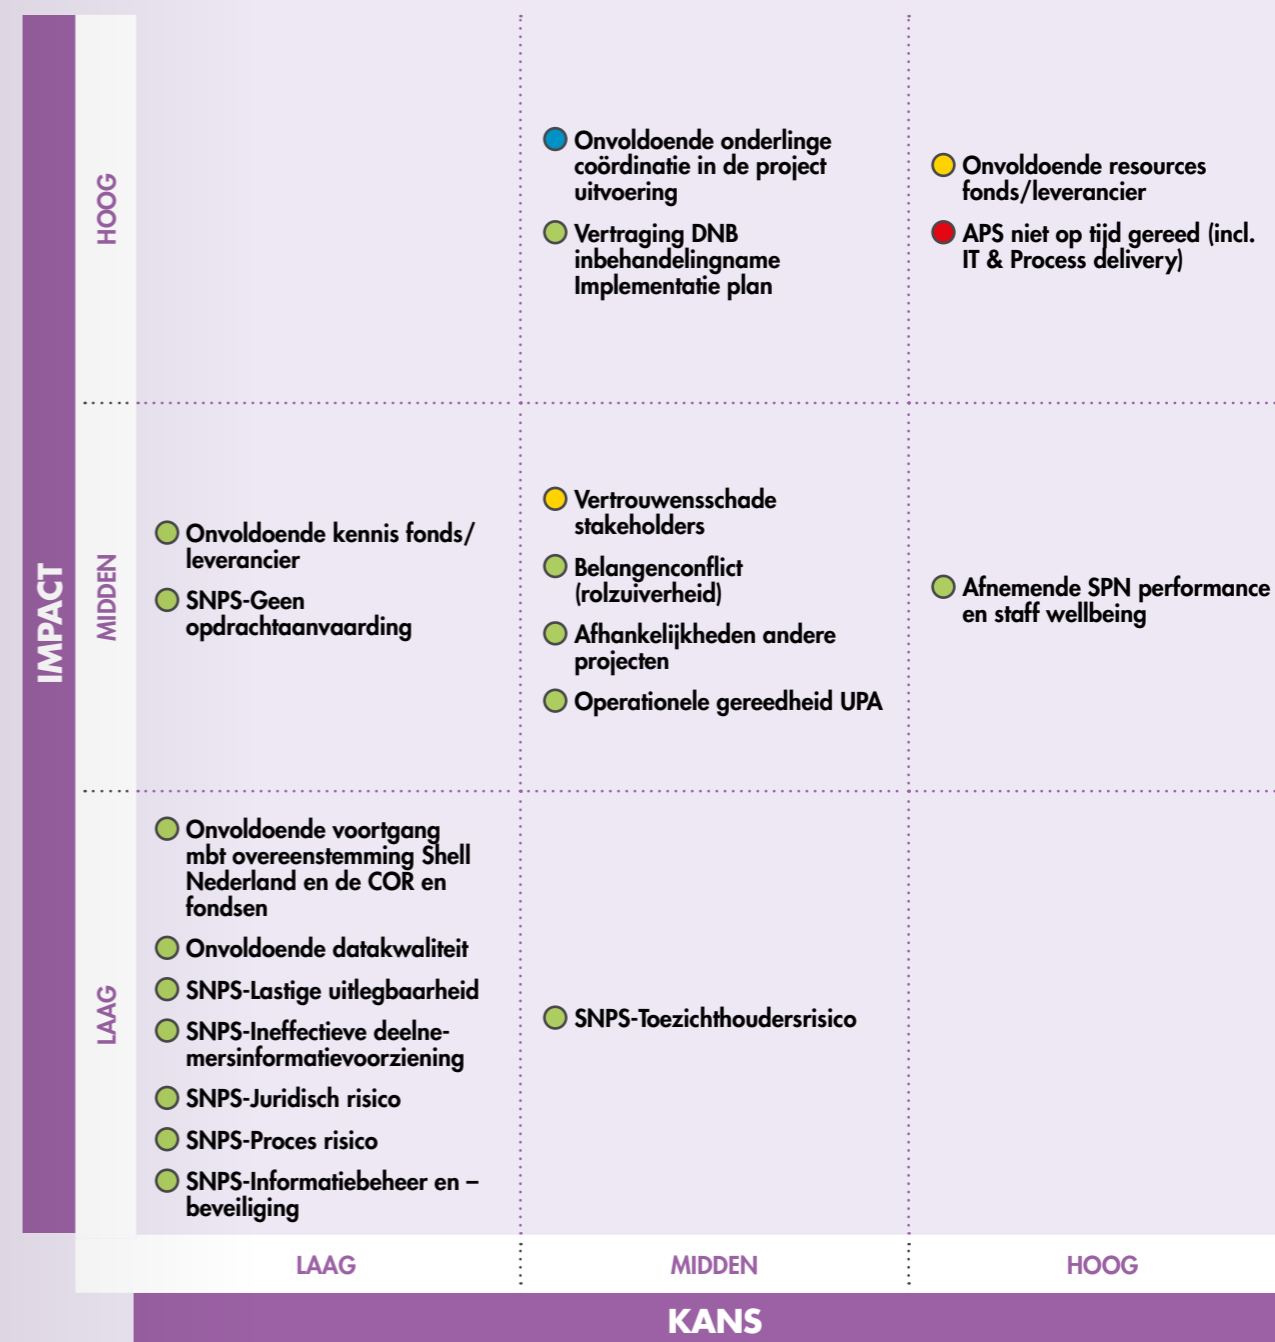 IMPACT
HOOG
Onvoldoende onderlinge
coördinatie in de project
uitvoering
Vertraging DNB
inbehandelingname
Implementatie plan
Onvoldoende resources
fonds/leverancier
APS niet op tijd gereed (incl.
IT & Process delivery)
MIDDEN
Onvoldoende kennis fonds/
leverancier
SNPS-Geen
opdrachtaanvaarding
Vertrouwensschade
stakeholders
Belangenconflict
(rolzuiverheid)
Afhankelijkheden andere
projecten
Operationele gereedheid UPA
Afnemende SPN performance
en staff wellbeing
LAAG
Onvoldoende voortgang
mbt overeenstemming Shell
Nederland en de COR en
fondsen
Onvoldoende datakwaliteit
SNPS-Lastige uitlegbaarheid
SNPS-Ineffectieve deelne-
mersinformatievoorziening
SNPS-Juridisch risico
SNPS-Proces risico
SNPS-Informatiebeheer en –
beveiliging
SNPS-Toezichthoudersrisico
LAAG
MIDDEN
HOOG
KANS